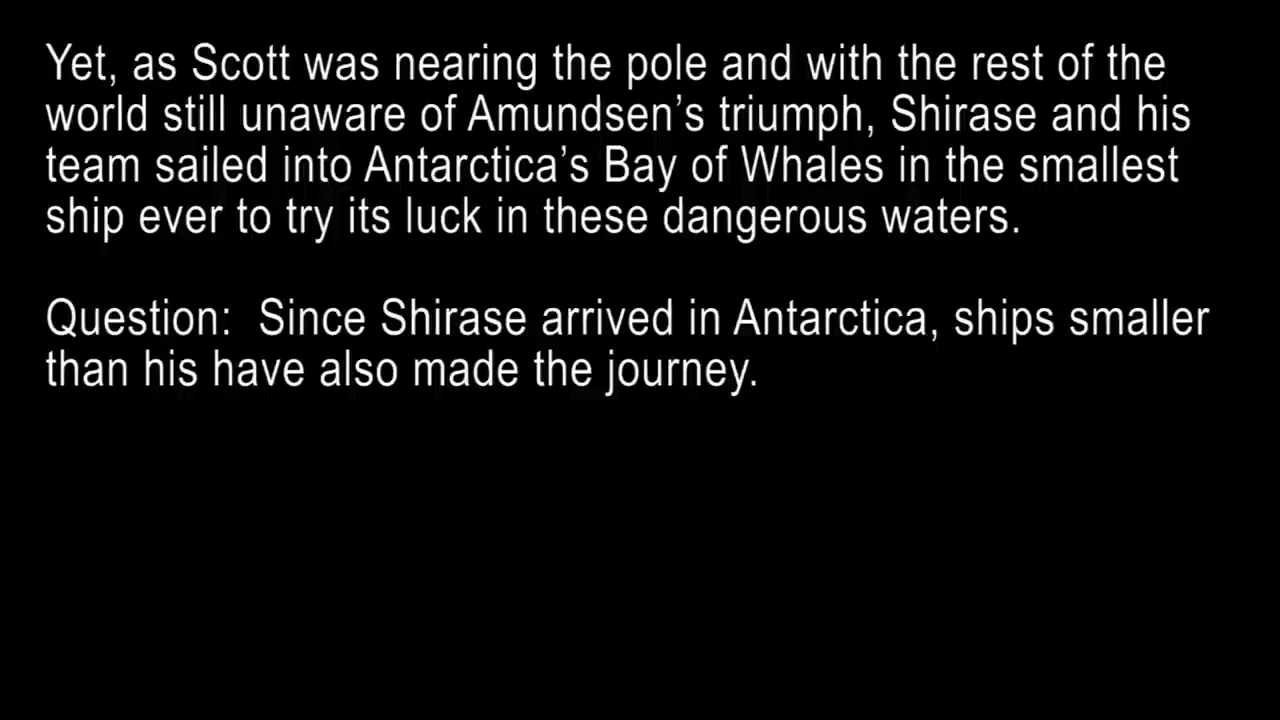 Yet, as Scott was nearing the pole and with the rest of the
world still unaware of Amundsen’s triumph, Shirase and his
team sailed into Antarctica’s Bay of Whales in the smallest
ship ever to try its luck in these dangerous waters.
Question:  Since Shirase arrived in Antarctica, ships smaller
than his have also made the journey.